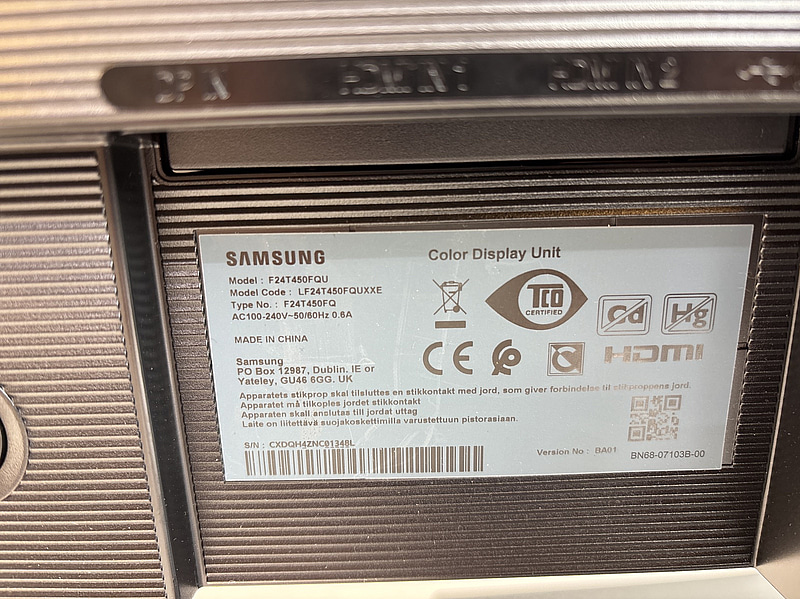 DP IN
HDMI IN 1
HDMI IN 2
SAMSUNG
Color Display Unit
Model : F24T450FQU
Model Code : LF24T450FQUXXE
Type No. : F24T450FQ
AC100-240V~50/60Hz 0.6A
MADE IN CHINA
Samsung
PO Box 12987, Dublin. IE or
Yateley, GU46 6GG. UK
TCO
CERTIFIED
Cd
Hg
CE
HDMI
Apparatets stikprop skal tilsluttes en stikkontakt med jord, som giver forbindelse til stikproppens jord.
Apparatet må tilkoples jordet stikkontakt
Apparaten skall anslutas till jordat uttag
Laite on liitettävä suojakoskettimilla varustettuun pistorasiaan.
S/N : CXDQH4ZNC01348L
Version No : BA01
BN68-07103B-00